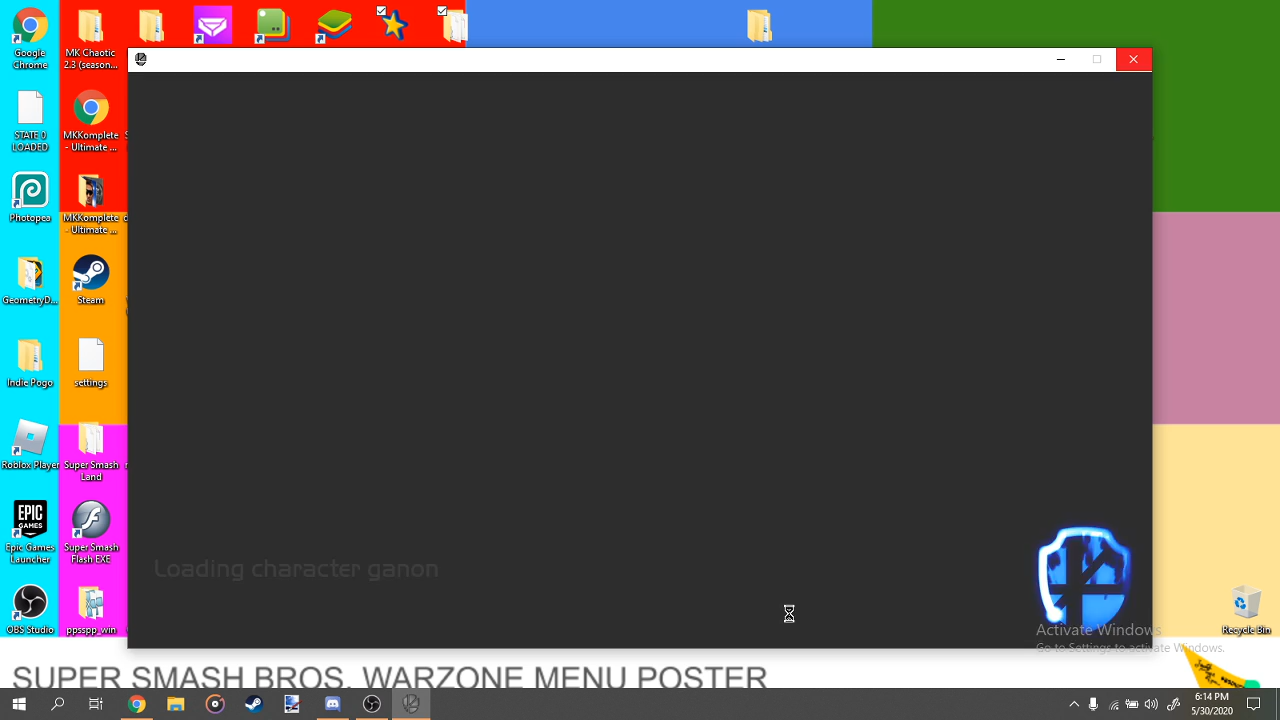 Google
Chrome
MK Chaotic
2.3 (season...
STATE 0
LOADED
MKKomplete
- Ultimate ...
Photopea
MKKomplete
- Ultimate ...
GeometryD...
Steam
Indie Pogo
settings
Roblox Player
Super Smash
Land
EPIC
GAMES
Epic Games
Launcher
Super Smash
Flash EXE
OBS Studio
ppsspp_win
Loading character ganon
Recycle Bin
Activate Windows
Go to Settings to activate Windows.
SUPER SMASH BROS. WARZONE MENU POSTER
6:14 PM
5/30/2020